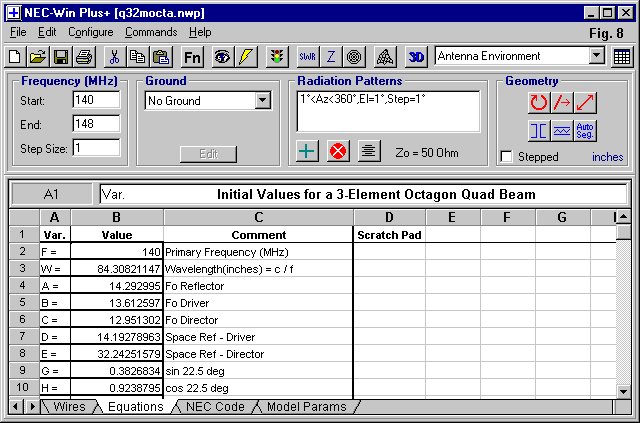 NEC-Win Plus+ [q32mocta.nwp]
File Edit Configure Commands Help
Fig. 8
Fn SWR Z 3D Antenna Environment
Frequency (MHz)
Start: 140
End: 148
Step Size: 1
Ground
No Ground
Edit
Radiation Patterns
1°<Az<360°,El=1°,Step=1°
Zo = 50 Ohm
Geometry
Auto Seg.
Stepped inches
A1 Var. Initial Values for a 3-Element Octagon Quad Beam
A B C D E F G I
1 Var. Value Comment Scratch Pad
2 F = 140 Primary Frequency (MHz)
3 W = 84.30821147 Wavelength(inches) = c / f
4 A = 14.292995 Fo Reflector
5 B = 13.612597 Fo Driver
6 C = 12.951302 Fo Director
7 D = 14.19278963 Space Ref - Driver
8 E = 32.24251579 Space Ref - Director
9 G = 0.3826834 sin 22.5 deg
10 H = 0.9238795 cos 22.5 deg
Wires Equations NEC Code Model Params